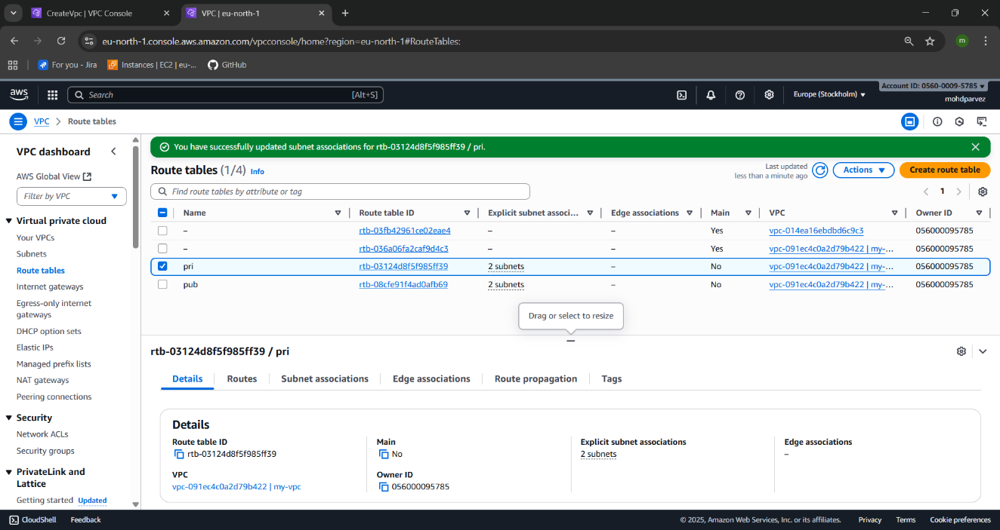 CreateVpc | VPC Console
VPC | eu-north-1
eu-north-1.console.aws.amazon.com/vpcconsole/home?region=eu-north-1#RouteTables:
m
For you - Jira
Instances | EC2 | eu-...
GitHub
aws
Search
[Alt+S]
Europe (Stockholm)
Account ID: 0560-0009-5785
mohdparvez
VPC
Route tables
VPC dashboard
AWS Global View
Filter by VPC
Virtual private cloud
Your VPCs
Subnets
Route tables
Internet gateways
Egress-only internet
gateways
DHCP option sets
Elastic IPs
Managed prefix lists
NAT gateways
Peering connections
Security
Network ACLs
Security groups
PrivateLink and
Lattice
Getting started Updated
You have successfully updated subnet associations for rtb-03124d8f5f985ff39 / pri.
Route tables (1/4) Info
Last updated
less than a minute ago
Actions
Create route table
Find route tables by attribute or tag
1
Name Route table ID Explicit subnet associ... Edge associations Main VPC Owner ID
– rtb-03fb42961ce02eae4 – – Yes vpc-014ea16ebdbd6c9c3 056000095785
– rtb-036a06fa2caf9d4c3 – – Yes vpc-091ec4c0a2d79b422 | my-... 056000095785
pri rtb-03124d8f5f985ff39 2 subnets – No vpc-091ec4c0a2d79b422 | my-... 056000095785
pub rtb-08cfe91f4ad0afb69 2 subnets – No vpc-091ec4c0a2d79b422 | my-... 056000095785
Drag or select to resize
rtb-03124d8f5f985ff39 / pri
Details
Routes
Subnet associations
Edge associations
Route propagation
Tags
Details
Route table ID
rtb-03124d8f5f985ff39
Main
No
Explicit subnet associations
2 subnets
Edge associations
–
VPC
vpc-091ec4c0a2d79b422 | my-vpc
Owner ID
056000095785
CloudShell
Feedback
© 2025, Amazon Web Services, Inc. or its affiliates.
Privacy
Terms
Cookie preferences